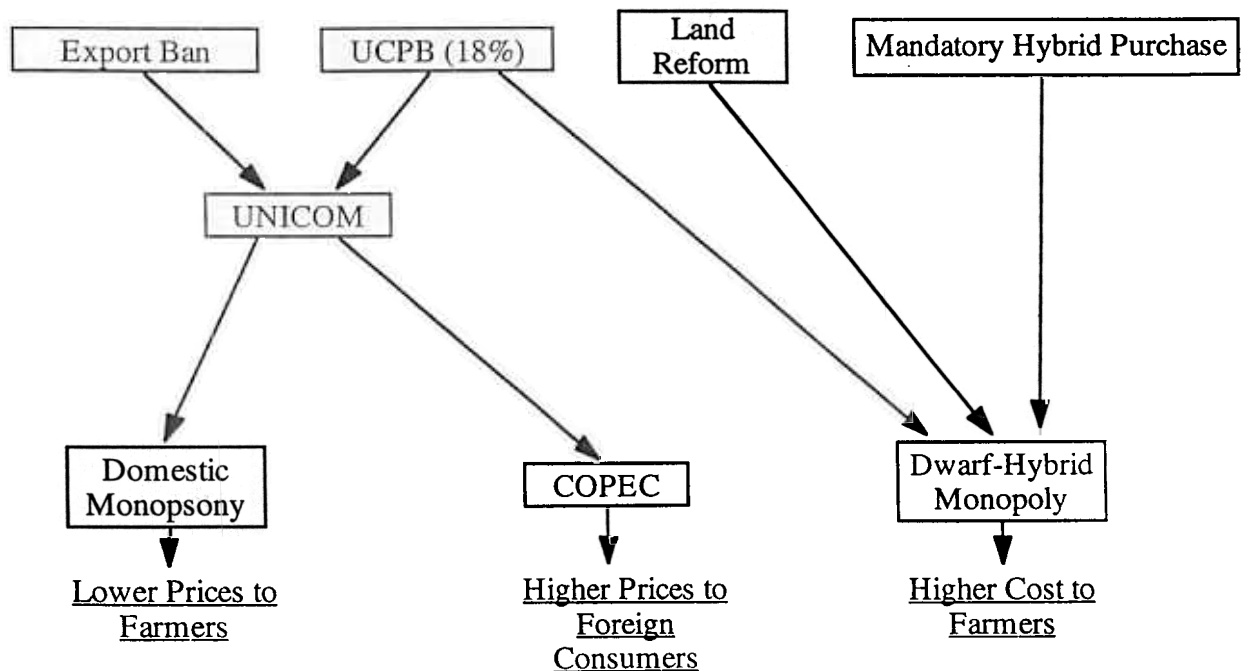 Export Ban
UCPB (18%)
Land
Reform
Mandatory Hybrid Purchase
UNICOM
Domestic
Monopsony
COPEC
Dwarf-Hybrid
Monopoly
Lower Prices to
Farmers
Higher Prices to
Foreign
Consumers
Higher Cost to
Farmers